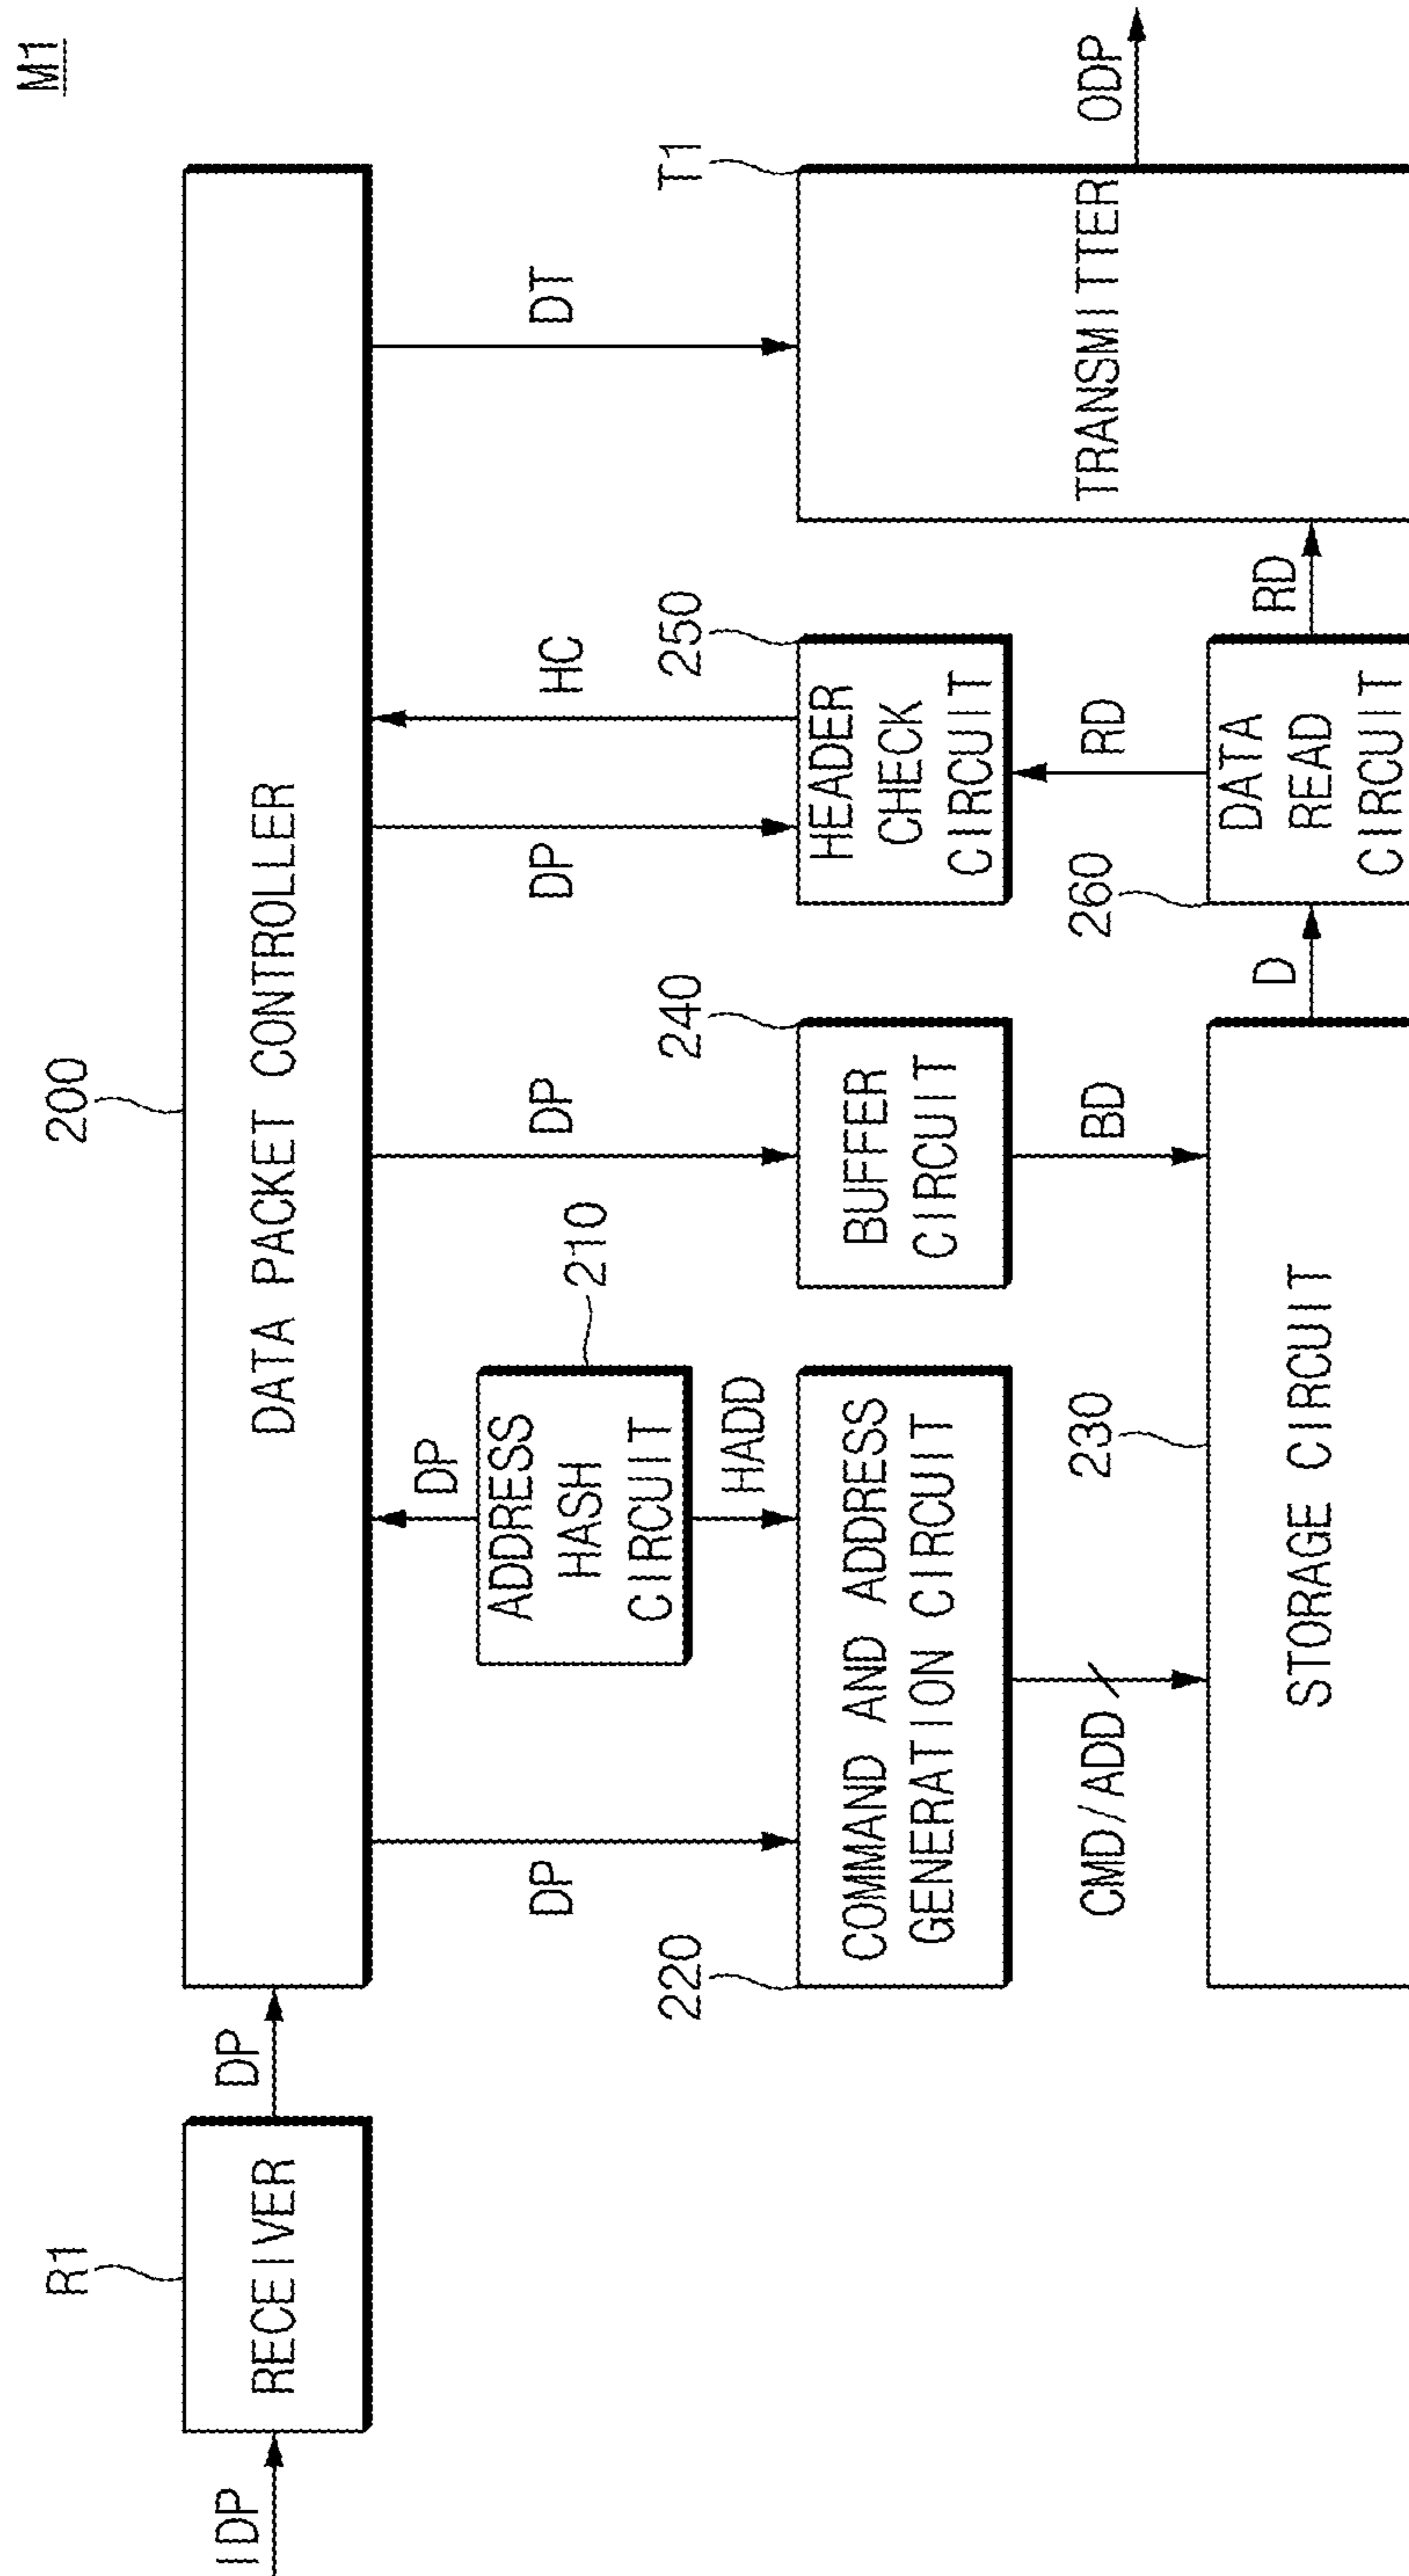 M1
200
R1
IDP
RECEIVER
DP
DATA PACKET CONTROLLER
DP
DP
210
ADDRESS
HASH
CIRCUIT
HADD
DP
DP
HC
DT
220
COMMAND AND ADDRESS
GENERATION CIRCUIT
240
BUFFER
CIRCUIT
250
HEADER
CHECK
CIRCUIT
T1
TRANSMITTER
ODP
CMD/ADD
BD
RD
230
STORAGE CIRCUIT
D
260
DATA
READ
CIRCUIT
RD